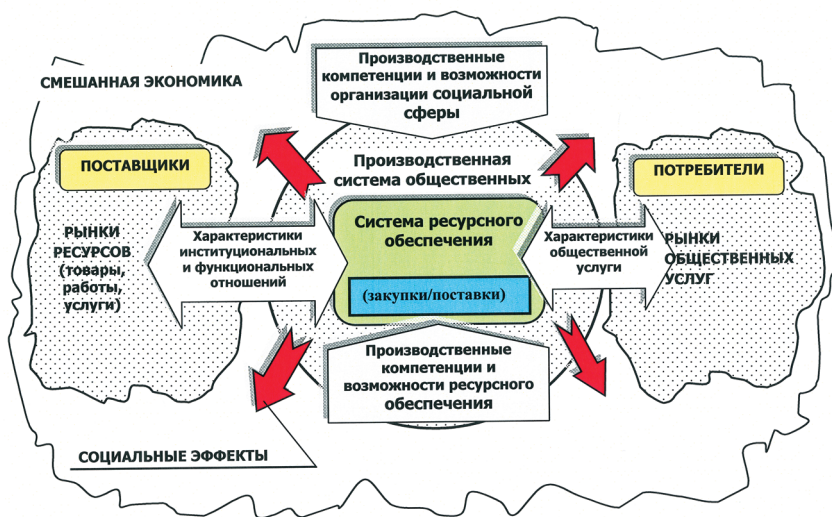 СМЕШАННАЯ ЭКОНОМИКА
Производственные
компетенции и возможности
организации социальной
сферы
ПОСТАВЩИКИ
Производственная
система общественных
ПОТРЕБИТЕЛИ
РЫНКИ
РЕСУРСОВ
(товары,
работы,
услуги)
Характеристики
институциональных
и функциональных
отношений
Система ресурсного
обеспечения
(закупки/поставки)
Характеристики
общественной
услуги
РЫНКИ
ОБЩЕСТВЕННЫХ
УСЛУГ
Производственные
компетенции и
возможности ресурсного
обеспечения
СОЦИАЛЬНЫЕ ЭФФЕКТЫ